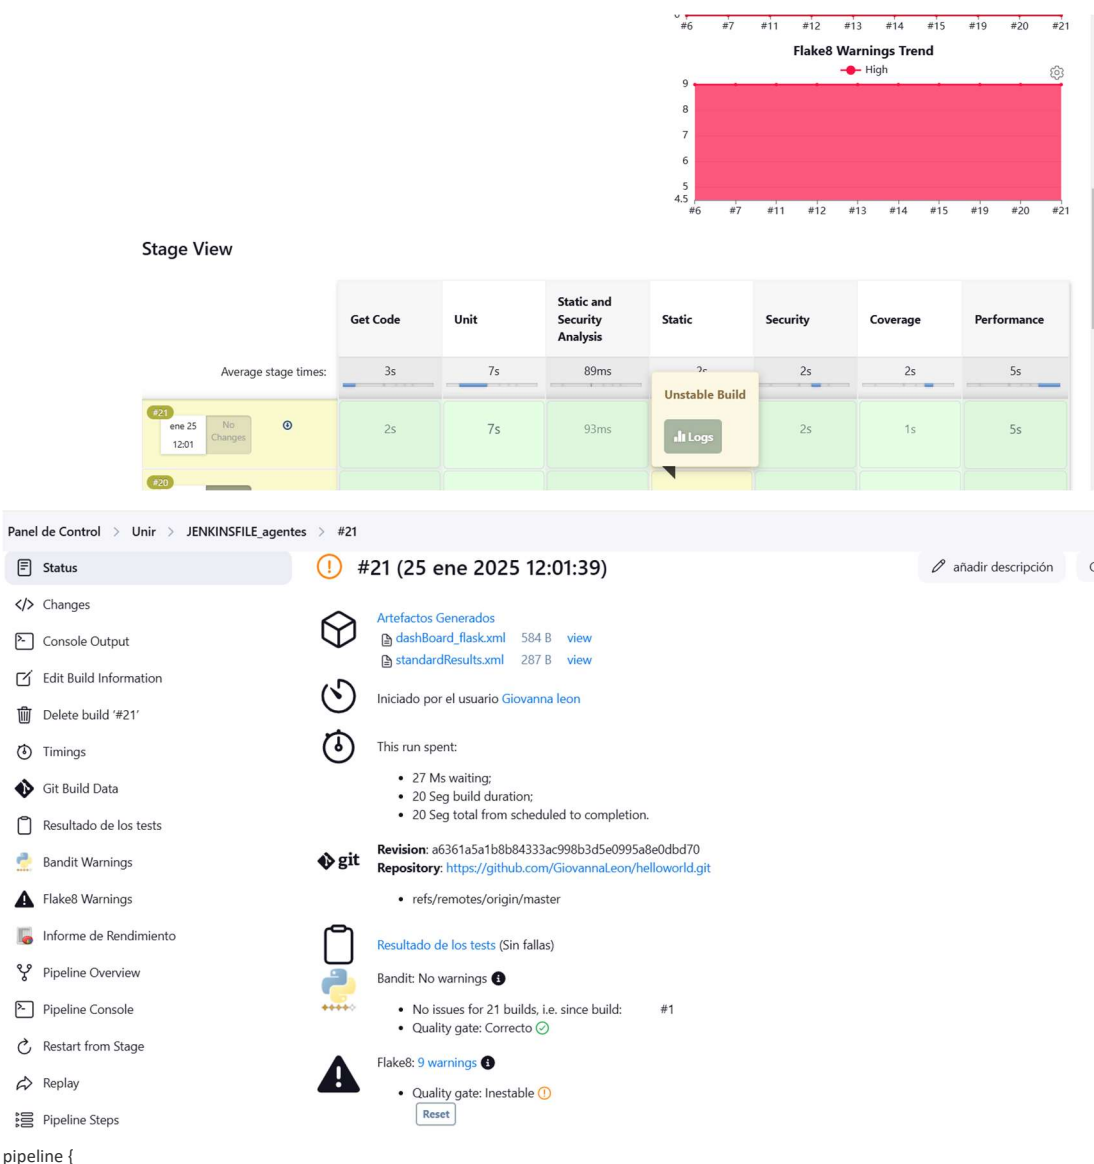 #6 #7 #11 #12 #13 #14 #15 #19 #20 #21
Flake8 Warnings Trend
High
9
8
7
6
5
4.5
#6 #7 #11 #12 #13 #14 #15 #19 #20 #21
Stage View
Get Code Unit Static and Security Analysis Static Security Coverage Performance
Average stage times: 3s 7s 89ms 2s 2s 2s 5s
Unstable Build
Logs
#21
ene 25
12:01
No Changes
2s 7s 93ms 2s 1s 5s
#20
Panel de Control > Unir > JENKINSFILE_agentes > #21
Status
Changes
Console Output
Edit Build Information
Delete build '#21'
Timings
Git Build Data
Resultado de los tests
Bandit Warnings
Flake8 Warnings
Informe de Rendimiento
Pipeline Overview
Pipeline Console
Restart from Stage
Replay
Pipeline Steps
#21 (25 ene 2025 12:01:39)
añadir descripción
Artefactos Generados
dashBoard_flask.xml 584 B view
standardResults.xml 287 B view
Iniciado por el usuario Giovanna leon
This run spent:
• 27 Ms waiting;
• 20 Seg build duration;
• 20 Seg total from scheduled to completion.
git
Revision: a6361a5a1b8b84333ac998b3d5e0995a8e0dbd70
Repository: https://github.com/GiovannaLeon/helloworld.git
• refs/remotes/origin/master
Resultado de los tests (Sin fallas)
Bandit: No warnings
• No issues for 21 builds, i.e. since build: #1
• Quality gate: Correcto
Flake8: 9 warnings
• Quality gate: Inestable
Reset
pipeline {